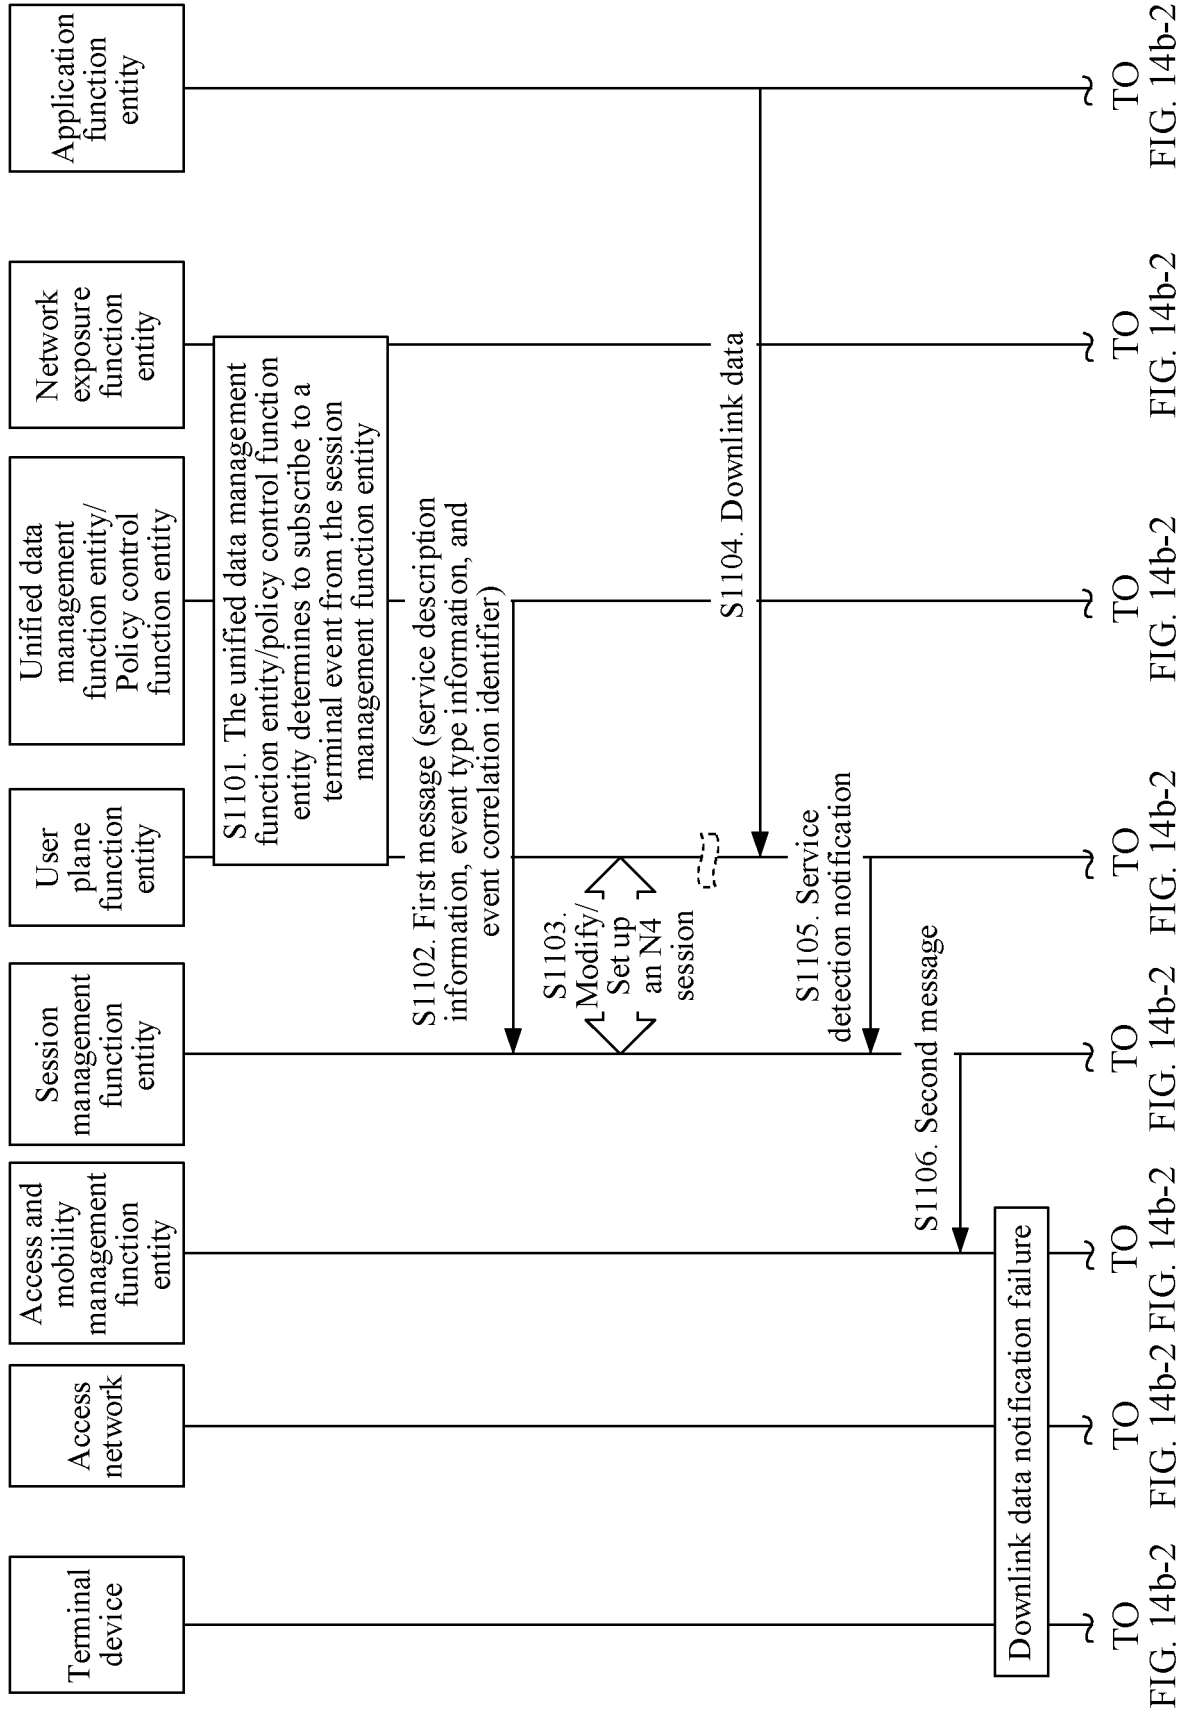 Terminal
device
Access
network
Access and
mobility
management
function
entity
Session
management
function
entity
User
plane
function
entity
Unified data
management
function entity/
Policy control
function entity
Network
exposure
function
entity
Application
function
entity
S1101. The unified data management
function entity/policy control function
entity determines to subscribe to a
terminal event from the session
management function entity
S1102. First message (service description
information, event type information, and
event correlation identifier)
S1103.
Modify/
Set up
an N4
session
S1104. Downlink data
S1105. Service
detection notification
S1106. Second message
Downlink data notification failure
TO
FIG. 14b-2
TO
FIG. 14b-2
TO
FIG. 14b-2
TO
FIG. 14b-2
TO
FIG. 14b-2
TO
FIG. 14b-2
TO
FIG. 14b-2
TO
FIG. 14b-2